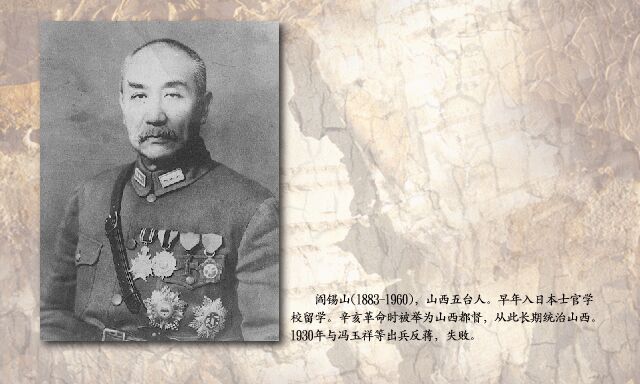 阎锡山(1883-1960)，山西五台人。早年入日本士官学
校留学。辛亥革命时被举为山西都督，从此长期统治山西。
1930年与冯玉祥等出兵反蒋，失败。